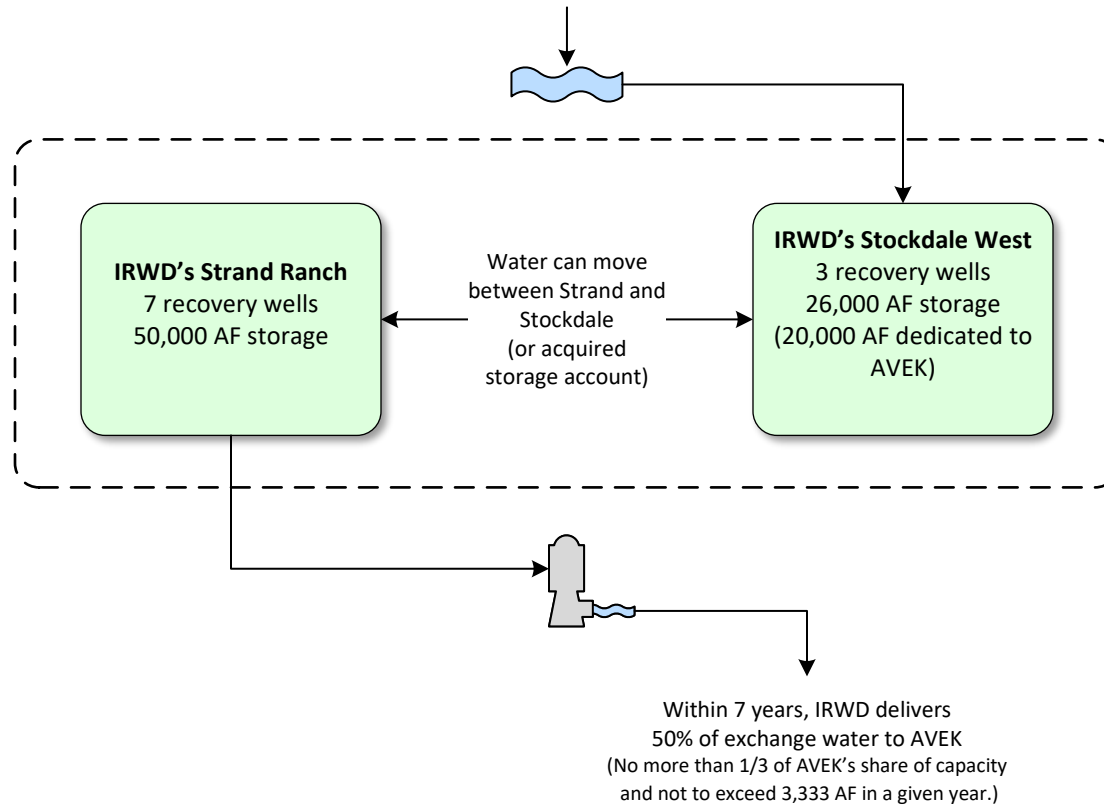 IRWD’s Strand Ranch
7 recovery wells
50,000 AF storage
Water can move
between Strand and
Stockdale
(or acquired
storage account)
IRWD’s Stockdale West
3 recovery wells
26,000 AF storage
(20,000 AF dedicated to
AVEK)
Within 7 years, IRWD delivers
50% of exchange water to AVEK
(No more than 1/3 of AVEK’s share of capacity
and not to exceed 3,333 AF in a given year.)